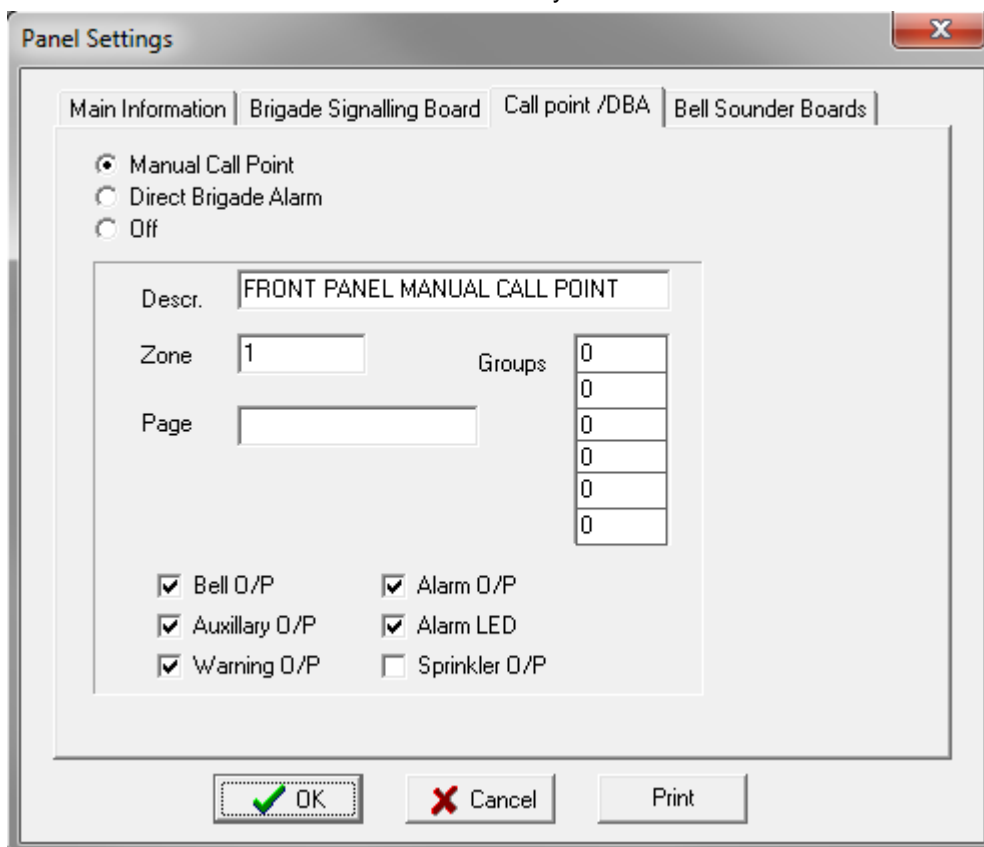 Panel Settings
Main Information Brigade Signalling Board Call point /DBA Bell Sounder Boards
Manual Call Point
Direct Brigade Alarm
Off
Descr. FRONT PANEL MANUAL CALL POINT
Zone 1 Groups 0
0
Page 0
0
0
0
Bell O/P Alarm O/P
Auxillary O/P Alarm LED
Warning O/P Sprinkler O/P
OK Cancel Print